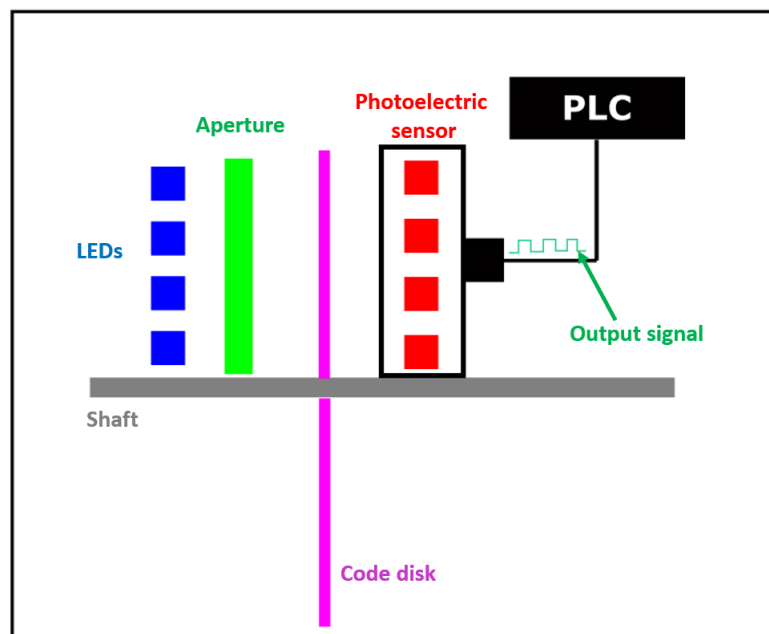 PLC
Photoelectric
sensor
Aperture
LEDs
Output signal
Shaft
Code disk